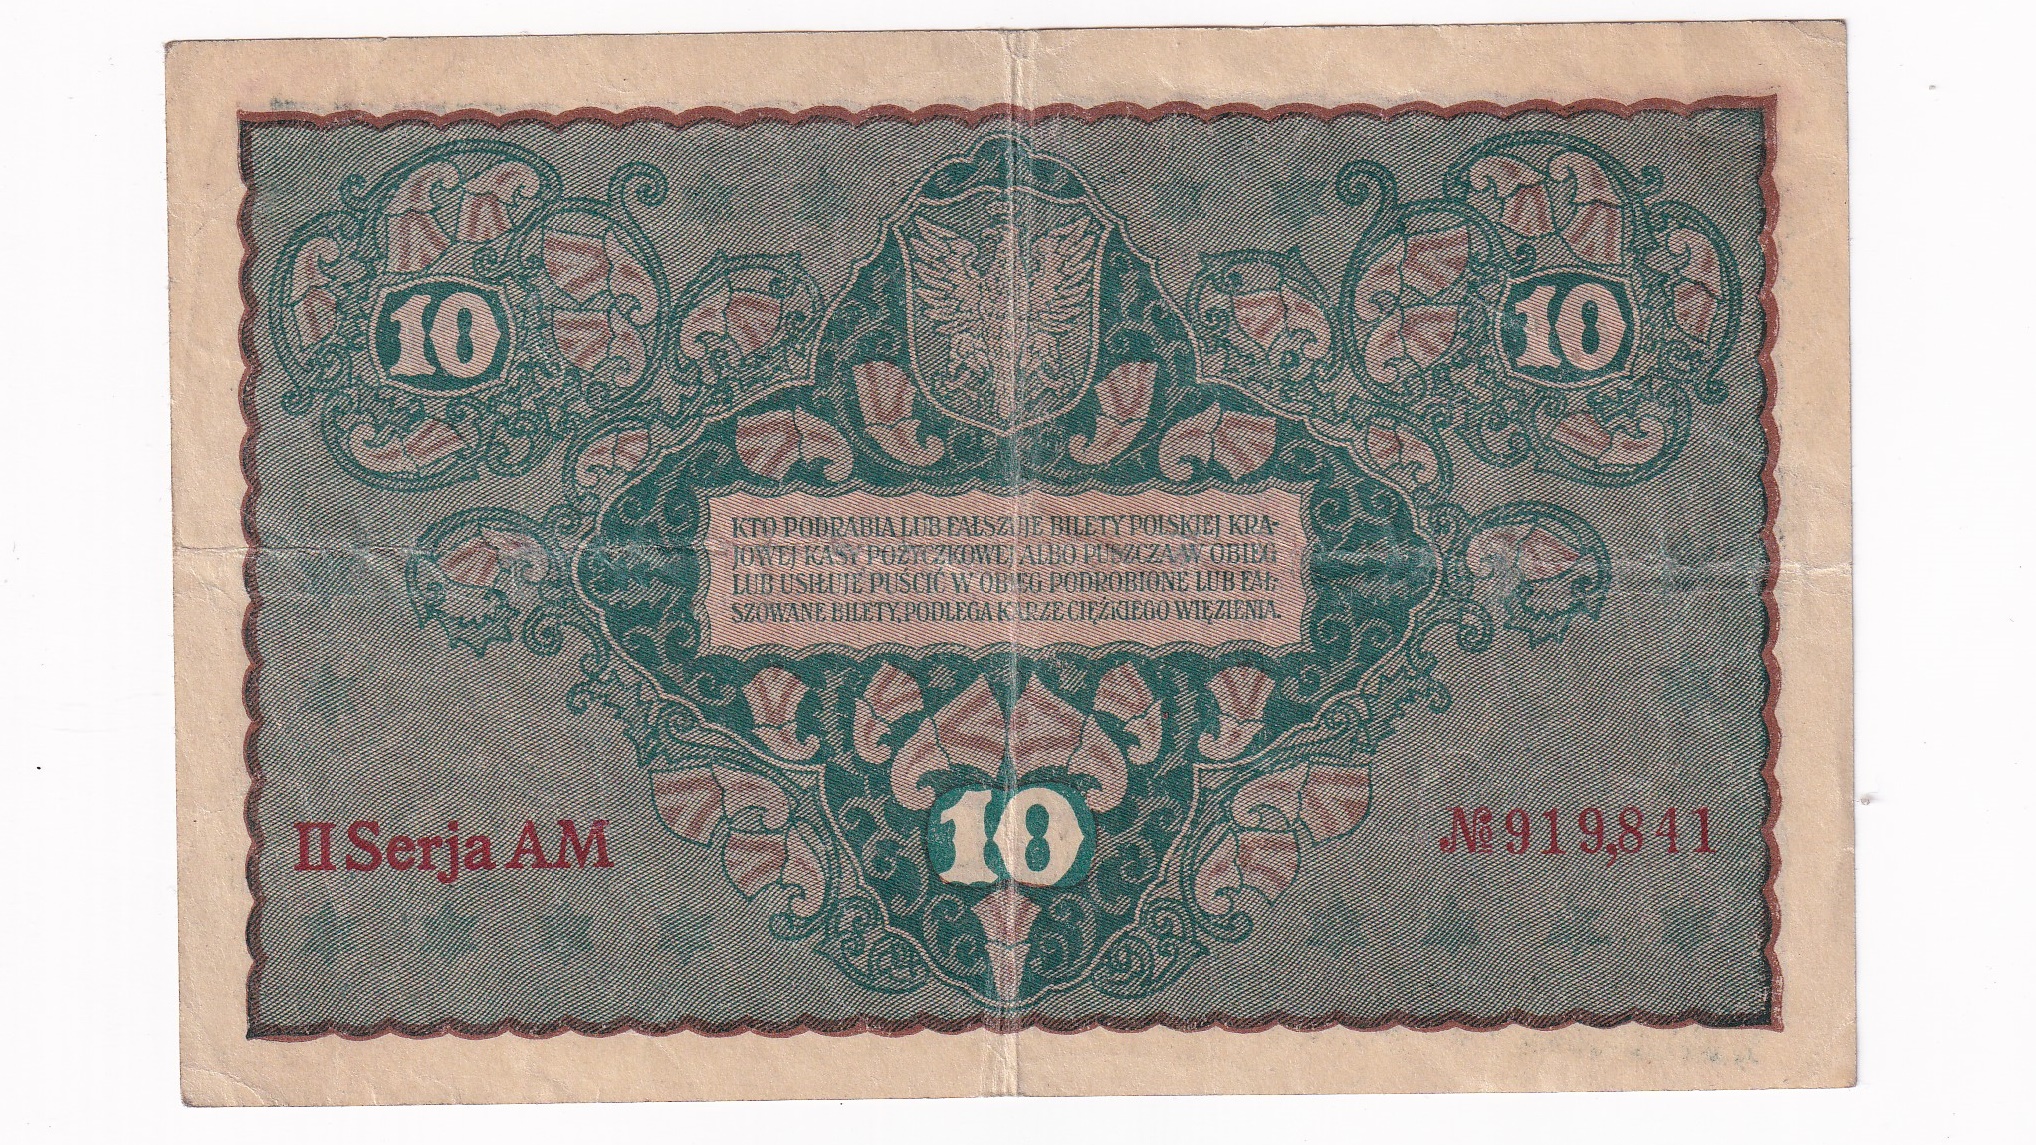 10
10
KTO PODRABIA LUB FAŁSZUJE BILETY POLSKIEJ KRA-
JOWEJ KASY POŻYCZKOWEJ ALBO PUSZCZA W OBIEG
LUB USIŁUJE PUŚCIĆ W OBIEG PODROBIONE LUB FAŁ-
SZOWANE BILETY, PODLEGA KARZE CIĘŻKIEGO WIĘZIENIA.
10
II Serja AM
№ 919,841